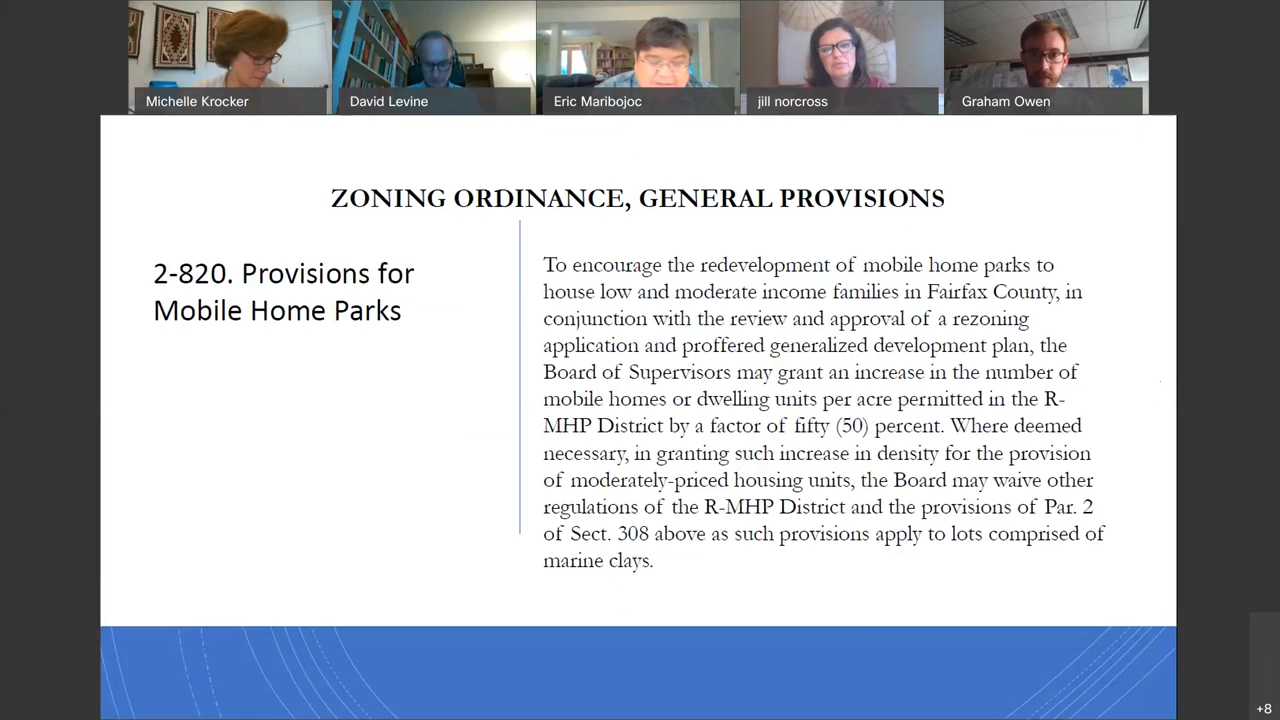 Michelle Krocker
David Levine
Eric Maribojoc
jill norcross
Graham Owen
ZONING ORDINANCE, GENERAL PROVISIONS
2-820. Provisions for
Mobile Home Parks
To encourage the redevelopment of mobile home parks to
house low and moderate income families in Fairfax County, in
conjunction with the review and approval of a rezoning
application and proffered generalized development plan, the
Board of Supervisors may grant an increase in the number of
mobile homes or dwelling units per acre permitted in the R-
MHP District by a factor of fifty (50) percent. Where deemed
necessary, in granting such increase in density for the provision
of moderately-priced housing units, the Board may waive other
regulations of the R-MHP District and the provisions of Par. 2
of Sect. 308 above as such provisions apply to lots comprised of
marine clays.
+8